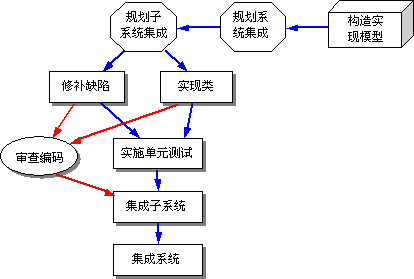 规划子
系统集成
规划系
统集成
构造实
现模型
修补缺陷
实现类
审查编码
实施单元测试
集成子系统
集成系统